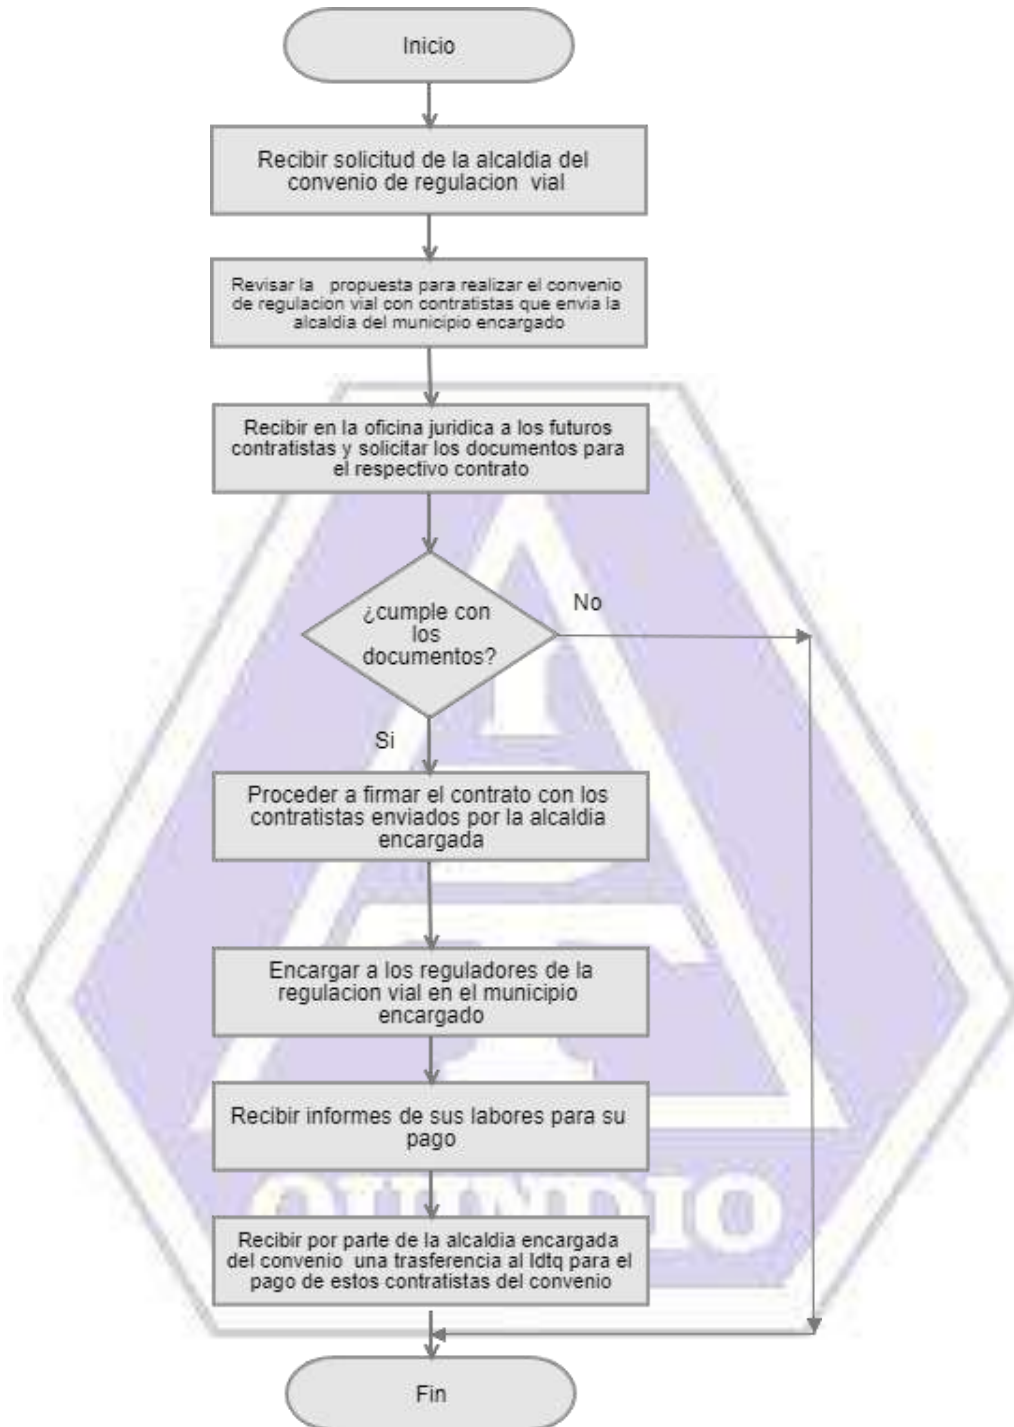 Inicio
Recibir solicitud de la alcaldia del
convenio de regulacion vial
Revisar la propuesta para realizar el convenio
de regulacion vial con contratistas que envia la
alcaldia del municipio encargado
Recibir en la oficina juridica a los futuros
contratistas y solicitar los documentos para
el respectivo contrato
¿cumple con
los
documentos?
No
Si
Proceder a firmar el contrato con los
contratistas enviados por la alcaldia
encargada
Encargar a los reguladores de la
regulacion vial en el municipio
encargado
Recibir informes de sus labores para su
pago
QUINDIO
Recibir por parte de la alcaldia encargada
del convenio una trasferencia al Idtq para el
pago de estos contratistas del convenio
Fin